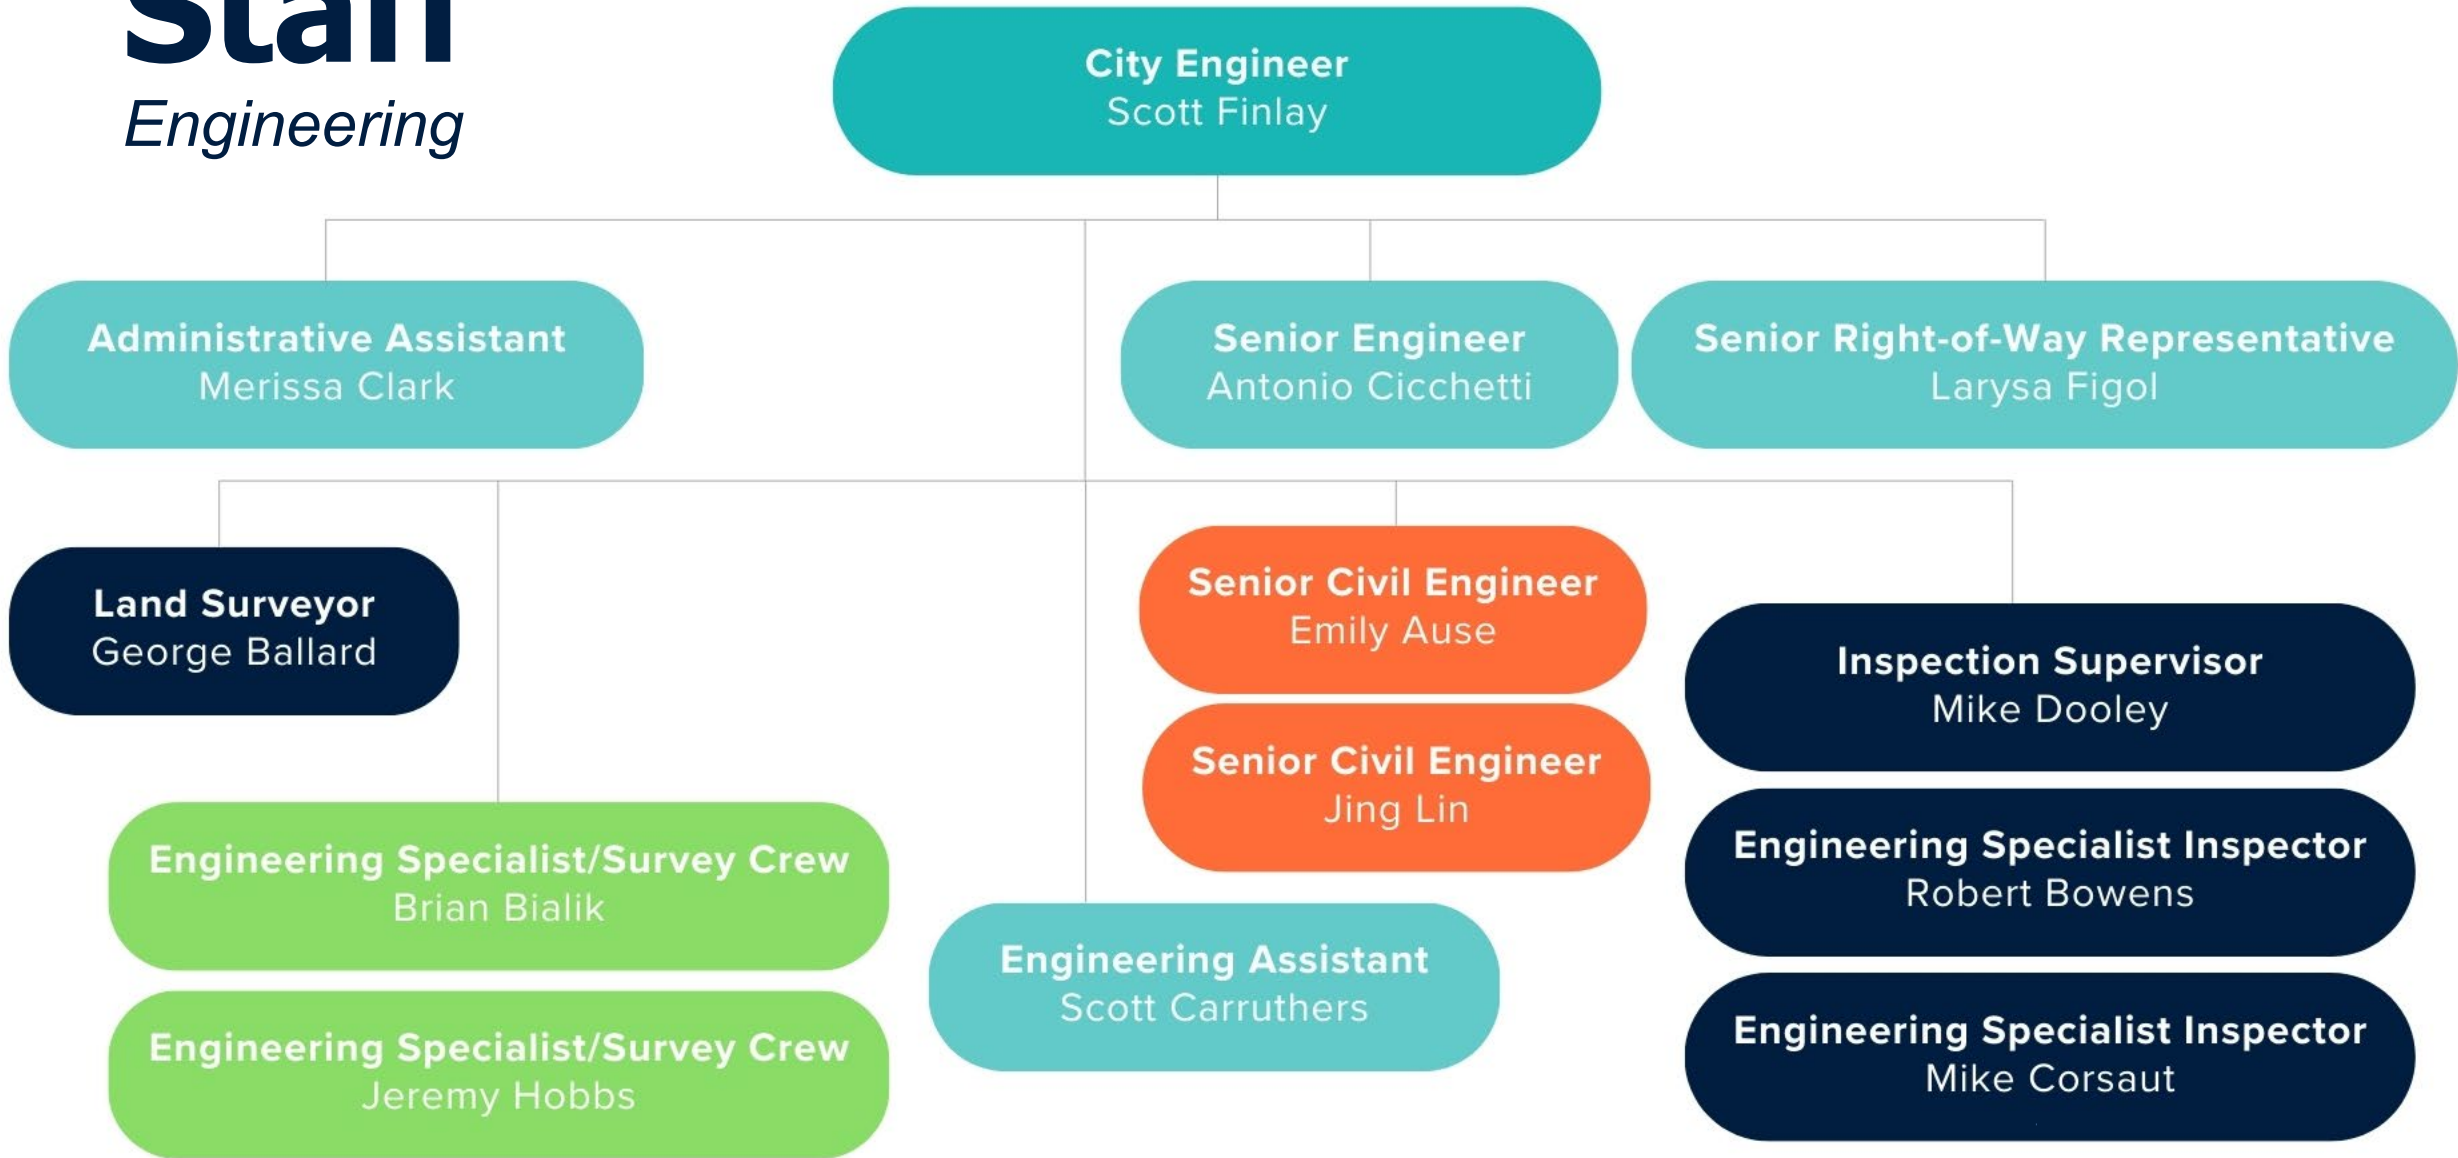 Staff
Engineering
City Engineer
Scott Finlay
Administrative Assistant
Merissa Clark
Senior Engineer
Antonio Cicchetti
Senior Right-of-Way Representative
Larysa Figol
Land Surveyor
George Ballard
Senior Civil Engineer
Emily Ause
Senior Civil Engineer
Jing Lin
Inspection Supervisor
Mike Dooley
Engineering Specialist/Survey Crew
Brian Bialik
Engineering Specialist Inspector
Robert Bowens
Engineering Assistant
Scott Carruthers
Engineering Specialist/Survey Crew
Jeremy Hobbs
Engineering Specialist Inspector
Mike Corsaut